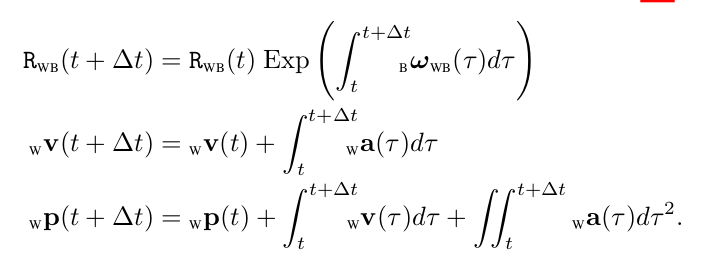 R_WB(t + Δt) = R_WB(t) Exp(∫_t^{t+Δt} _Bω_WB(τ)dτ)
_Wv(t + Δt) = _Wv(t) + ∫_t^{t+Δt} _Wa(τ)dτ
_Wp(t + Δt) = _Wp(t) + ∫_t^{t+Δt} _Wv(τ)dτ + ∬_t^{t+Δt} _Wa(τ)dτ².